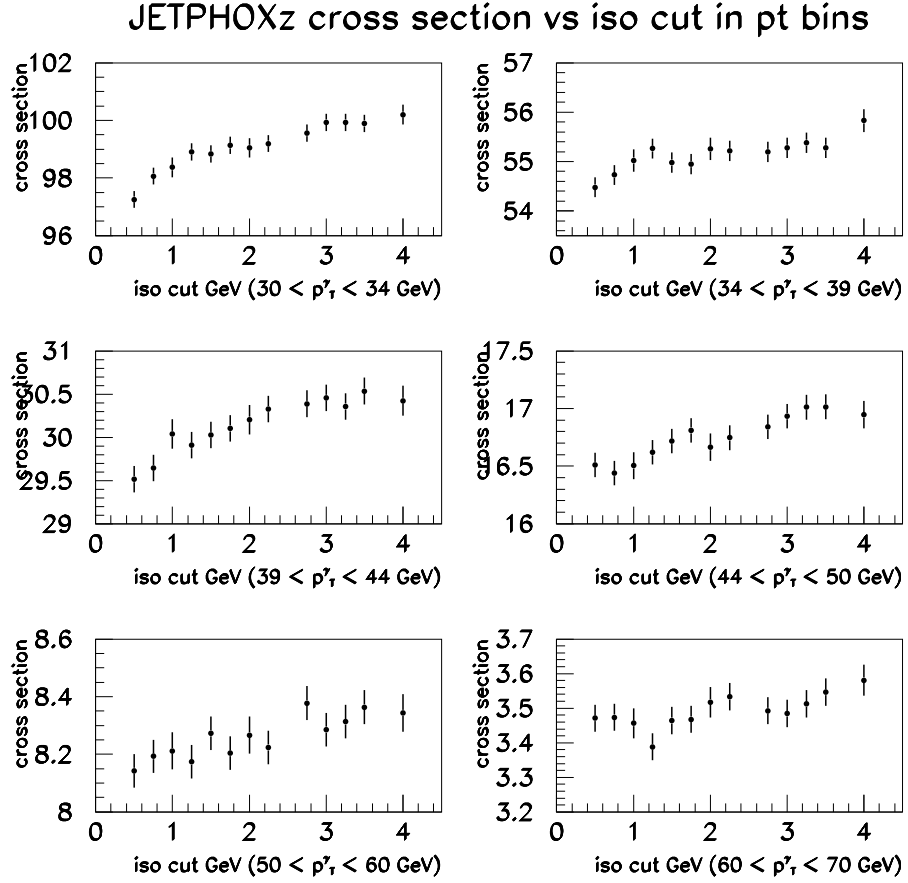 JETPHOXz cross section vs iso cut in pt bins
cross section
102
100
98
96
0 1 2 3 4
iso cut GeV (30 < pγT < 34 GeV)
cross section
57
56
55
54
0 1 2 3 4
iso cut GeV (34 < pγT < 39 GeV)
cross section
31
30.5
30
29.5
29
0 1 2 3 4
iso cut GeV (39 < pγT < 44 GeV)
cross section
17.5
17
16.5
16
0 1 2 3 4
iso cut GeV (44 < pγT < 50 GeV)
cross section
8.6
8.4
8.2
8
0 1 2 3 4
iso cut GeV (50 < pγT < 60 GeV)
cross section
3.7
3.6
3.5
3.4
3.3
3.2
0 1 2 3 4
iso cut GeV (60 < pγT < 70 GeV)